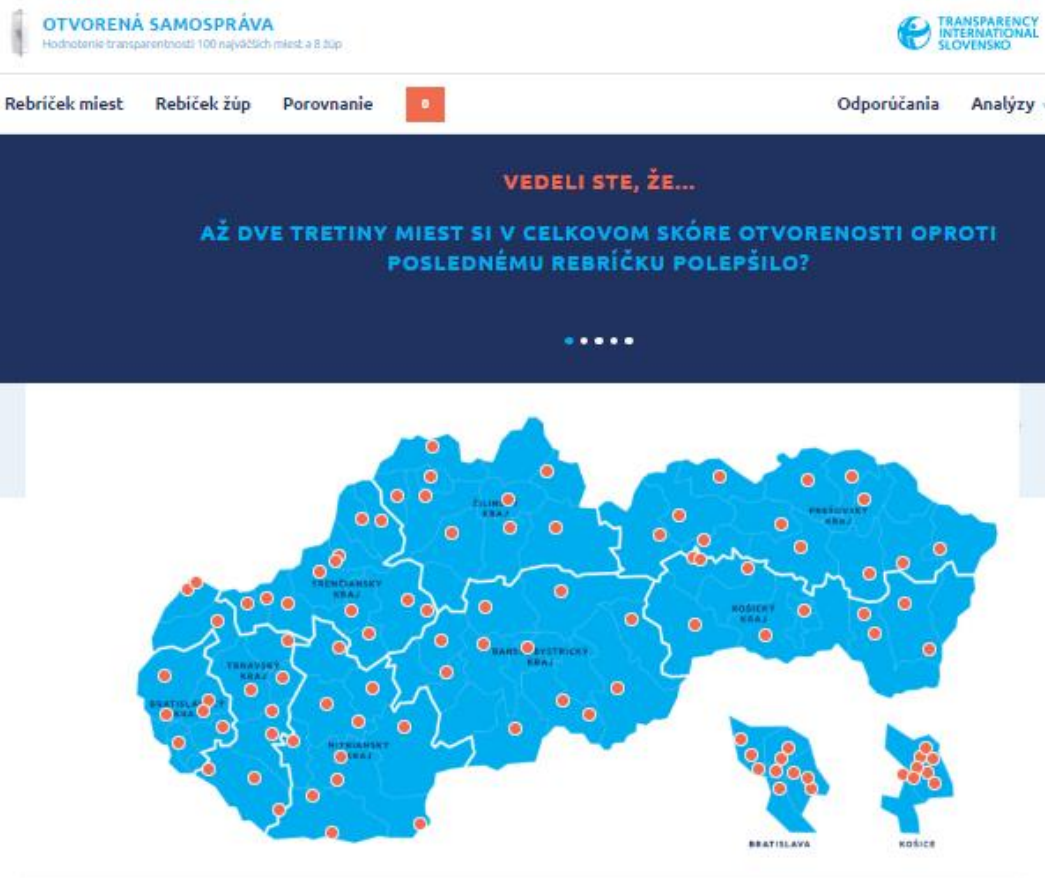 OTVORENÁ SAMOSPRÁVA
Hodnotenie transparentnosti 100 najväčších miest a 8 žúp
TRANSPARENCY
INTERNATIONAL
SLOVENSKO
Rebríček miest Rebíček žúp Porovnanie 0 Odporúčania Analýzy
VEDELI STE, ŽE...
AŽ DVE TRETINY MIEST SI V CELKOVOM SKÓRE OTVORENOSTI OPROTI
POSLEDNÉMU REBRÍČKU POLEPŠILO?
KRAJ
PREŠOVSKÝ
KRAJ
TRENČIANSKY
KRAJ
KOŠICKÝ
KRAJ
KRAJ
TRNAVSKÝ
KRAJ
NITRIANSKY
KRAJ
BRATISLAVA
KOŠICE